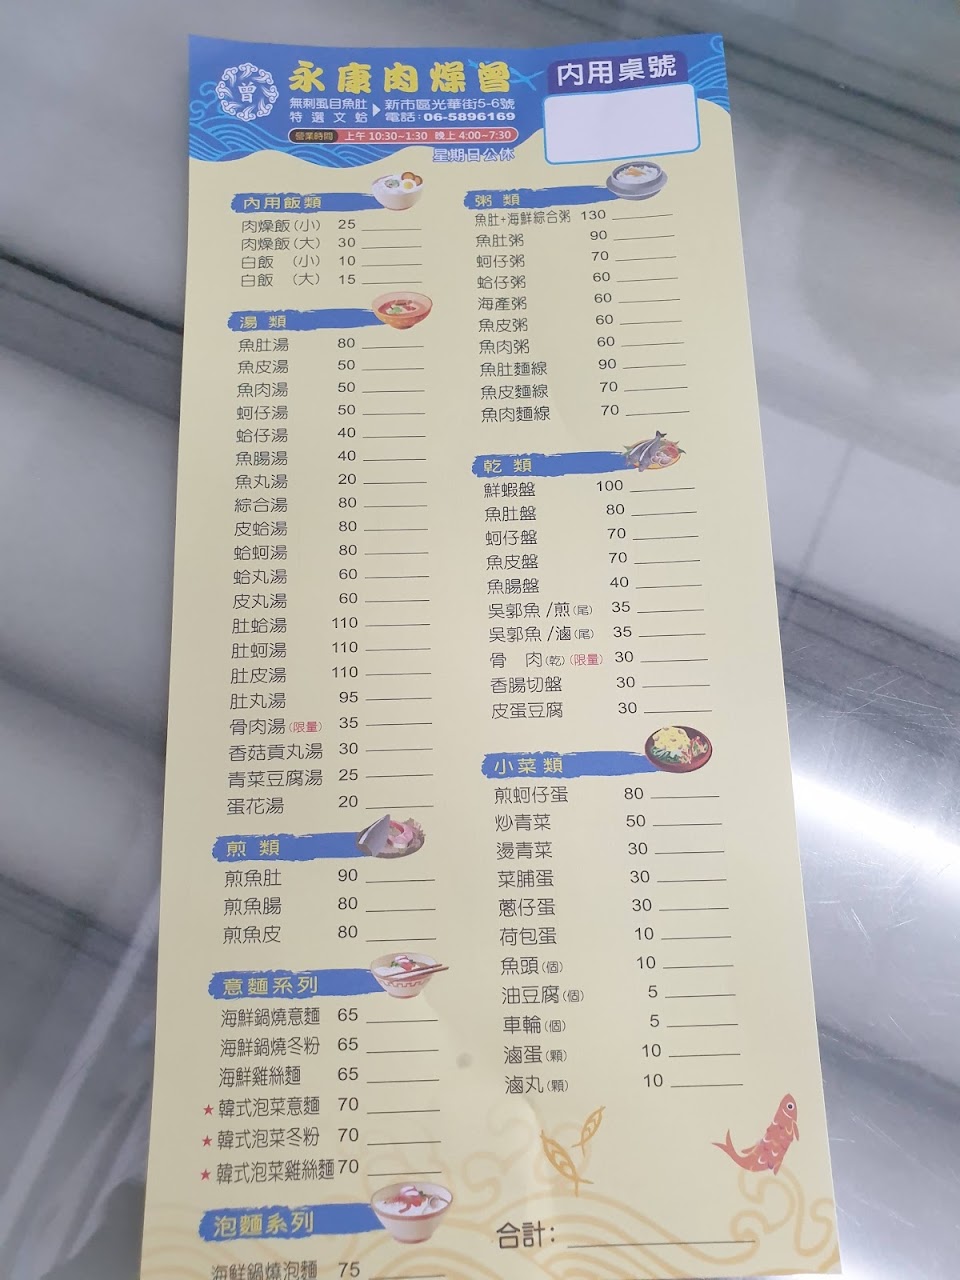 曾
永康肉燥曾
無刺虱目魚肚
特選文蛤
新市區光華街5-6號
電話:06-5896169
營業時間 上午10:30~1:30 晚上4:00~7:30
星期日公休
內用桌號
內用飯類
肉燥飯(小) 25
肉燥飯(大) 30
白飯 (小) 10
白飯 (大) 15
湯類
魚肚湯 80
魚皮湯 50
魚肉湯 50
蚵仔湯 50
蛤仔湯 40
魚腸湯 40
魚丸湯 20
綜合湯 80
皮蛤湯 80
蛤蚵湯 80
蛤丸湯 60
皮丸湯 60
肚蛤湯 110
肚蚵湯 110
肚皮湯 110
肚丸湯 95
骨肉湯(限量) 35
香菇貢丸湯 30
青菜豆腐湯 25
蛋花湯 20
煎類
煎魚肚 90
煎魚腸 80
煎魚皮 80
意麵系列
海鮮鍋燒意麵 65
海鮮鍋燒冬粉 65
海鮮雞絲麵 65
★韓式泡菜意麵 70
★韓式泡菜冬粉 70
★韓式泡菜雞絲麵 70
泡麵系列
海鮮鍋燒泡麵 75
粥類
魚肚+海鮮綜合粥 130
魚肚粥 90
蚵仔粥 70
蛤仔粥 60
海產粥 60
魚皮粥 60
魚肉粥 60
魚肚麵線 90
魚皮麵線 70
魚肉麵線 70
乾類
鮮蝦盤 100
魚肚盤 80
蚵仔盤 70
魚皮盤 70
魚腸盤 40
吳郭魚/煎(尾) 35
吳郭魚/滷(尾) 35
骨 肉(乾)(限量) 30
香腸切盤 30
皮蛋豆腐 30
小菜類
煎蚵仔蛋 80
炒青菜 50
燙青菜 30
菜脯蛋 30
蔥仔蛋 30
荷包蛋 10
魚頭(個) 10
油豆腐(個) 5
車輪(個) 5
滷蛋(顆) 10
滷丸(顆) 10
合計: